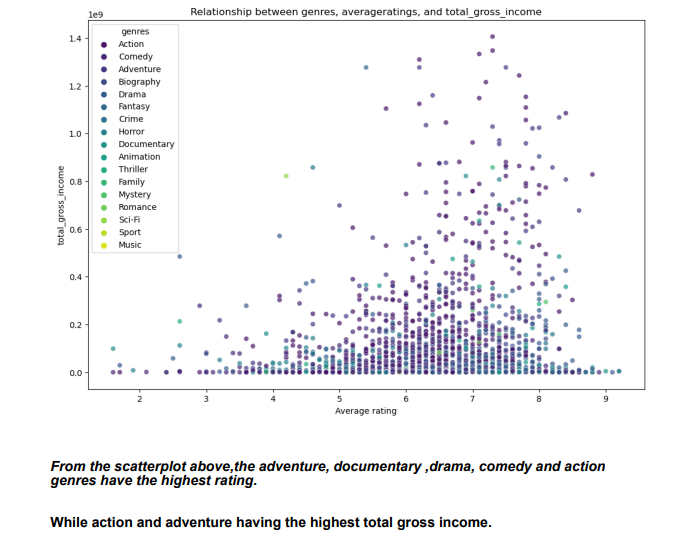 Relationship between genres, averageratings, and total_gross_income
1e9
genres
Action
Comedy
Adventure
Biography
Drama
Fantasy
Crime
Horror
Documentary
Animation
Thriller
Family
Mystery
Romance
Sci-Fi
Sport
Music
1.4
1.2
1.0
0.8
0.6
0.4
0.2
0.0
total_gross_income
2 3 4 5 6 7 8 9
Average rating
From the scatterplot above,the adventure, documentary ,drama, comedy and action
genres have the highest rating.
While action and adventure having the highest total gross income.